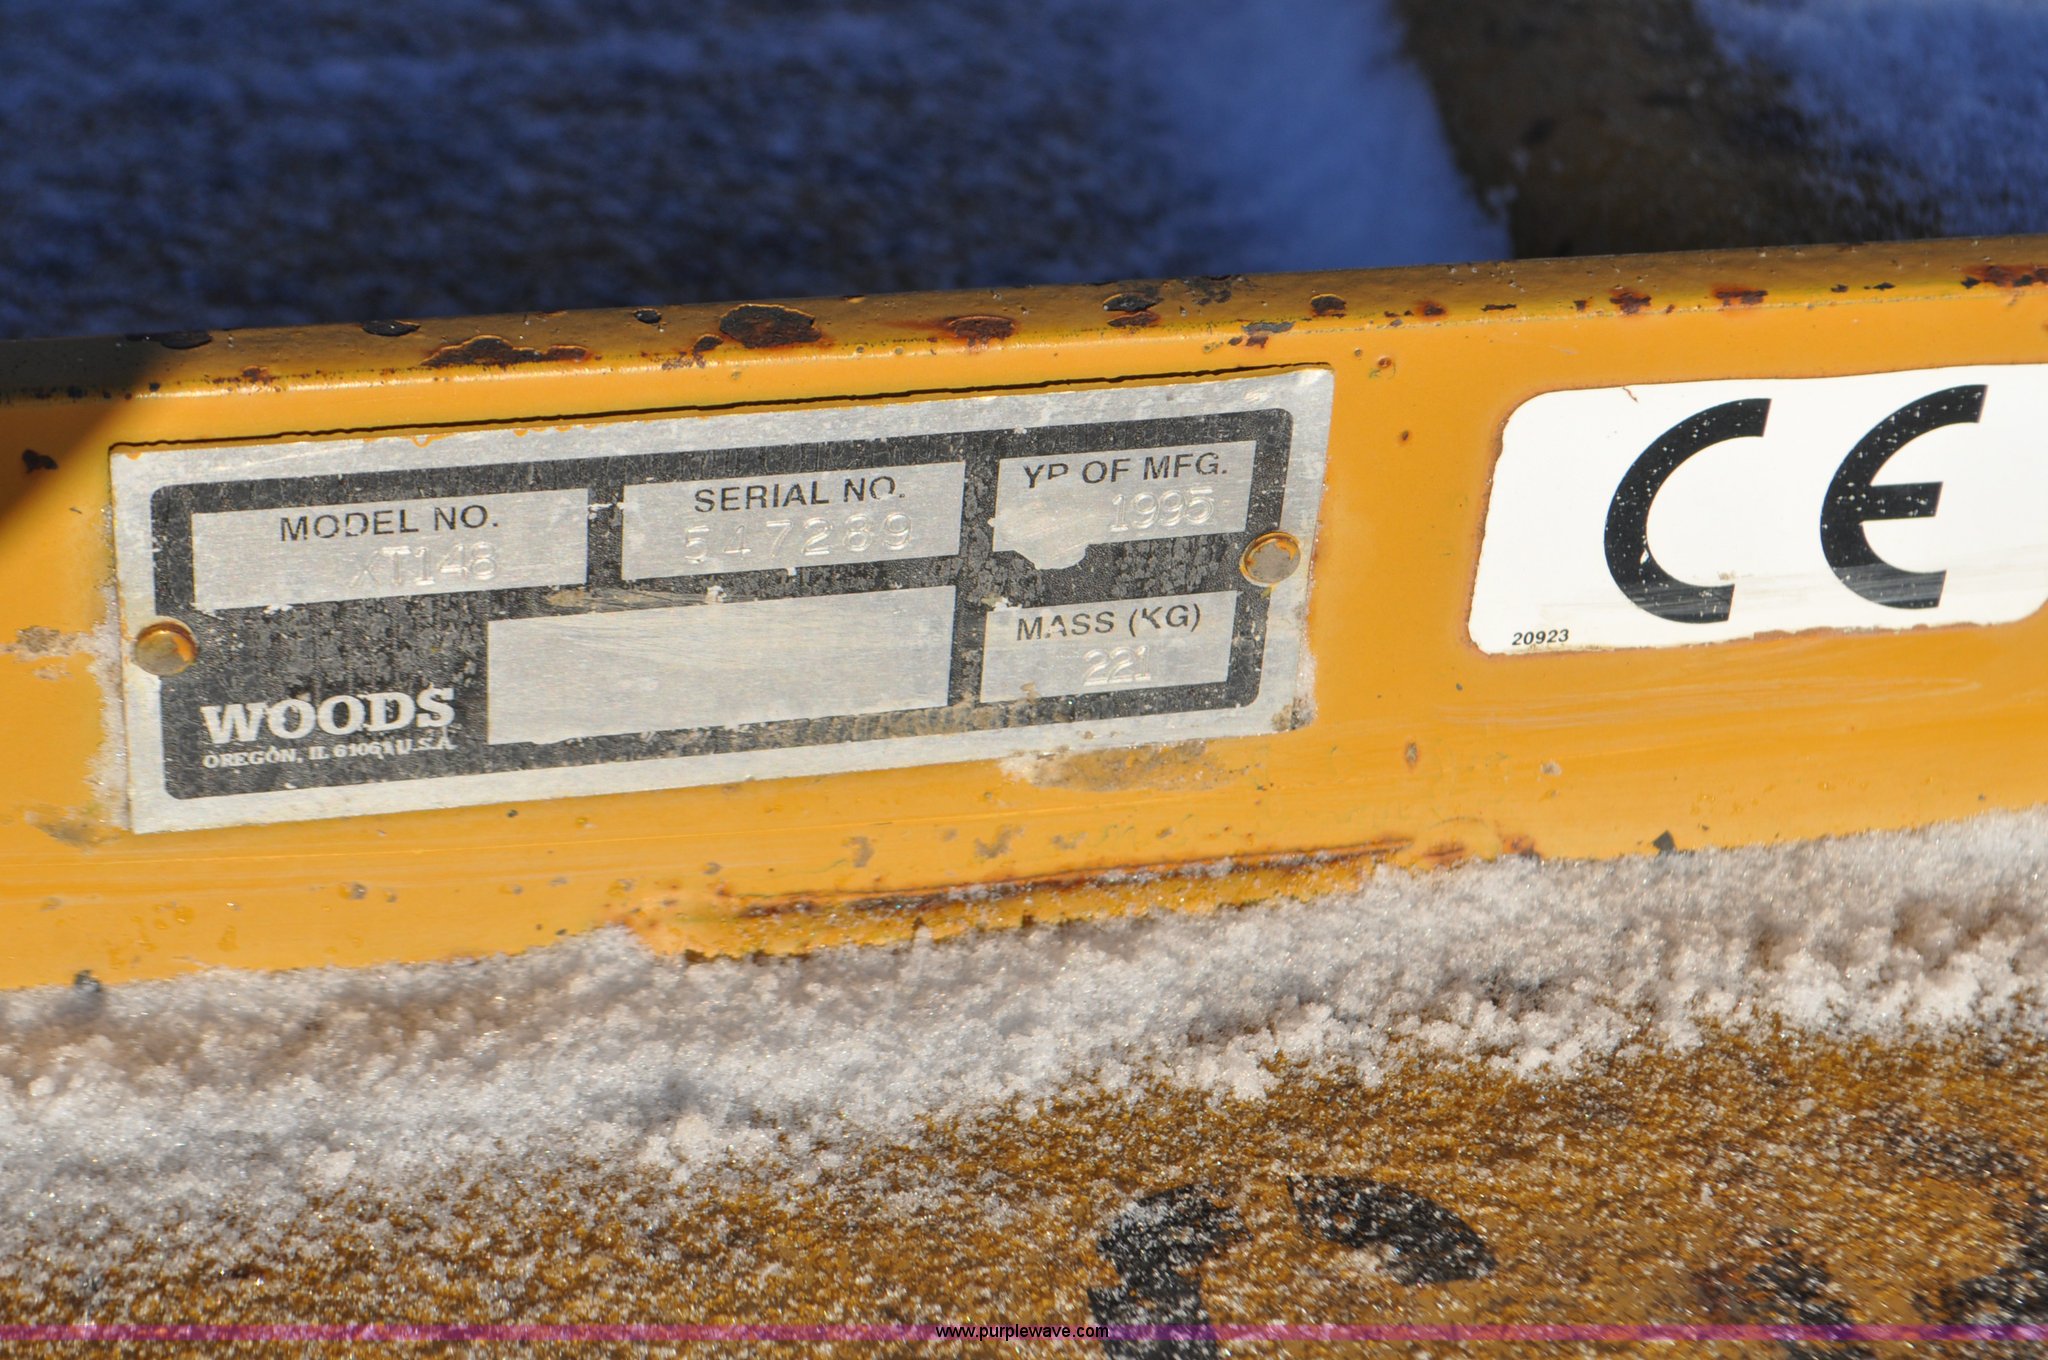 MODEL NO.
XT148
SERIAL NO.
547289
YR OF MFG.
1995
MASS (KG)
221
WOODS
OREGON, IL 61061 U.S.A.
CE
20923
www.purplewave.com